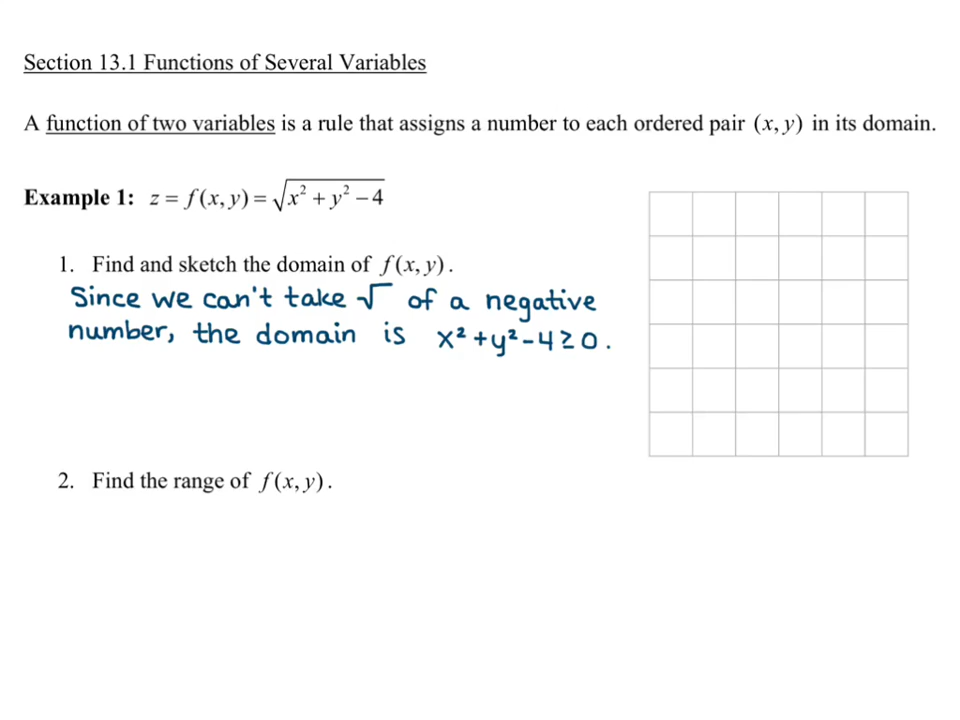 Section 13.1 Functions of Several Variables
A function of two variables is a rule that assigns a number to each ordered pair (x, y) in its domain.
Example 1: z = f(x, y) = √(x² + y² − 4)
1. Find and sketch the domain of f(x, y).
Since we can't take √ of a negative
number, the domain is x²+y²-4≥0.
2. Find the range of f(x, y).